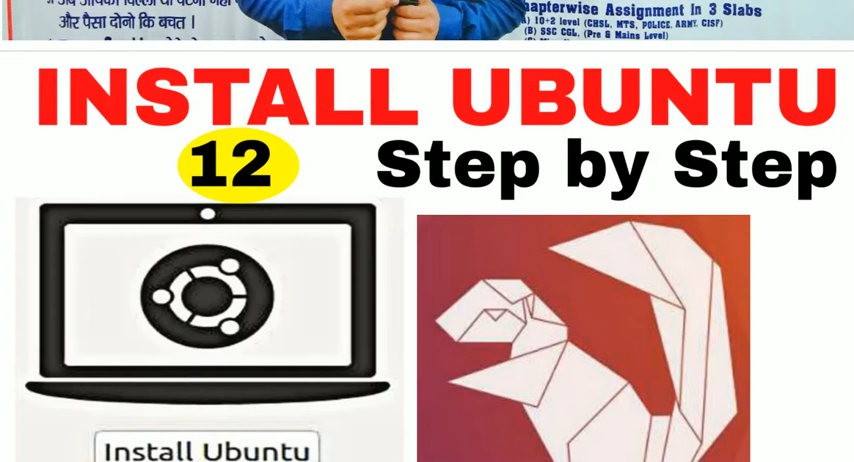 और पैसा दोनो कि बचत |
hapterwise Assignment In 3 Slabs
) 10+2 level (CHSL, MTS, POLICE, ARMY, CISF)
(B) SSC CGL, (Pre & Mains Level)
INSTALL UBUNTU
12 Step by Step
Install Ubuntu